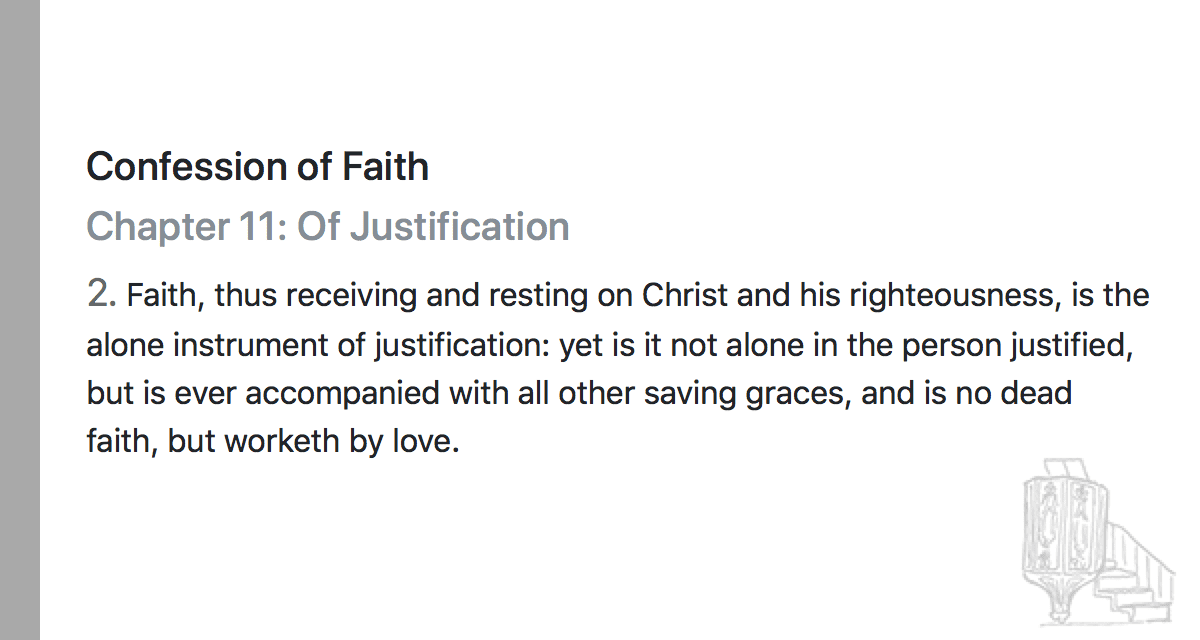 Confession of Faith
Chapter 11: Of Justification
2. Faith, thus receiving and resting on Christ and his righteousness, is the
alone instrument of justification: yet is it not alone in the person justified,
but is ever accompanied with all other saving graces, and is no dead
faith, but worketh by love.